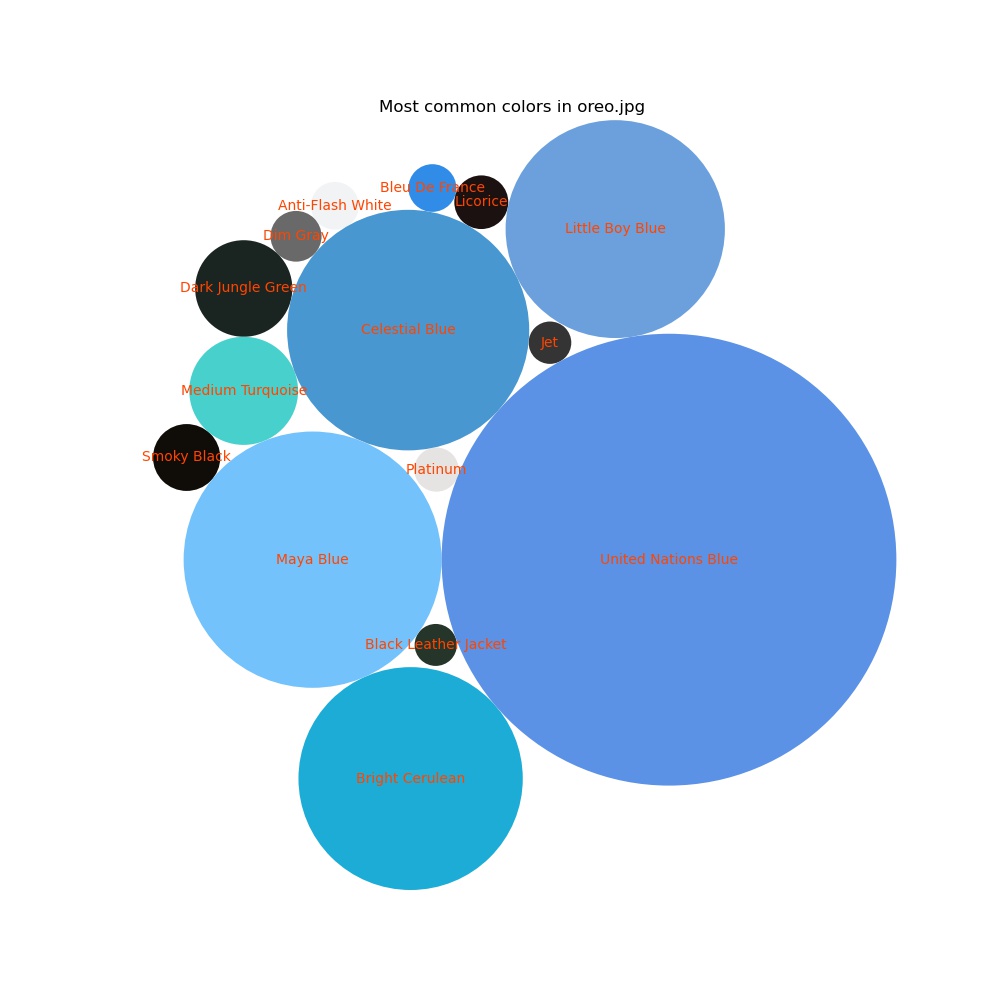 Most common colors in oreo.jpg
Bleu De France
Licorice
Anti-Flash White
Little Boy Blue
Dim Gray
Dark Jungle Green
Celestial Blue
Jet
Medium Turquoise
Smoky Black
Platinum
Maya Blue
United Nations Blue
Black Leather Jacket
Bright Cerulean